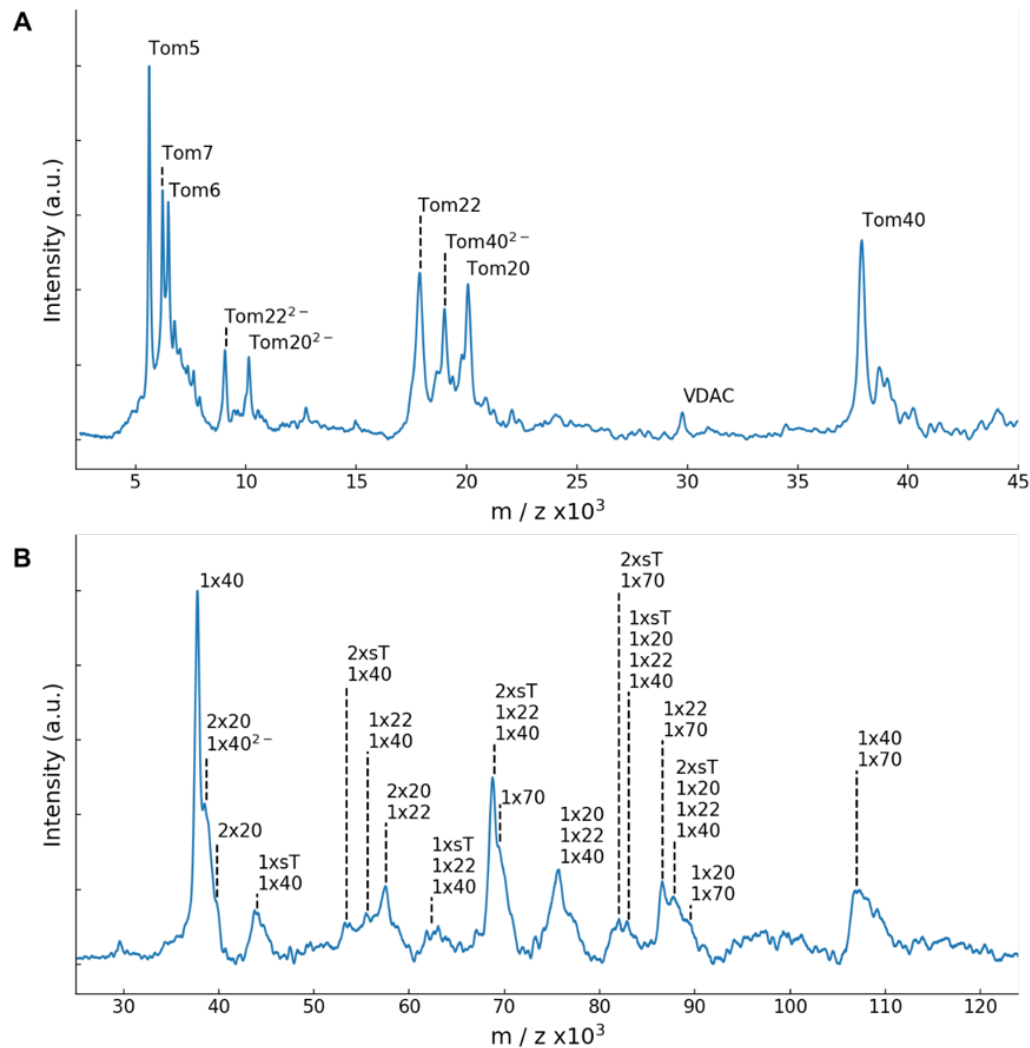 A
Tom5
Tom7
Tom6
Tom22²⁻
Tom20²⁻
Tom22
Tom40²⁻
Tom20
VDAC
Tom40
Intensity (a.u.)
5
10
15
20
25
30
35
40
45
m / z x10³
B
1x40
2x20
1x40²⁻
2x20
1xsT
1x40
2xsT
1x40
1x22
1x40
2x20
1x22
1xsT
1x22
1x40
2xsT
1x22
1x40
1x70
1x20
1x22
1x40
2xsT
1x70
1xsT
1x20
1x22
1x40
1x22
1x70
2xsT
1x20
1x22
1x40
1x20
1x70
1x40
1x70
Intensity (a.u.)
30
40
50
60
70
80
90
100
110
120
m / z x10³